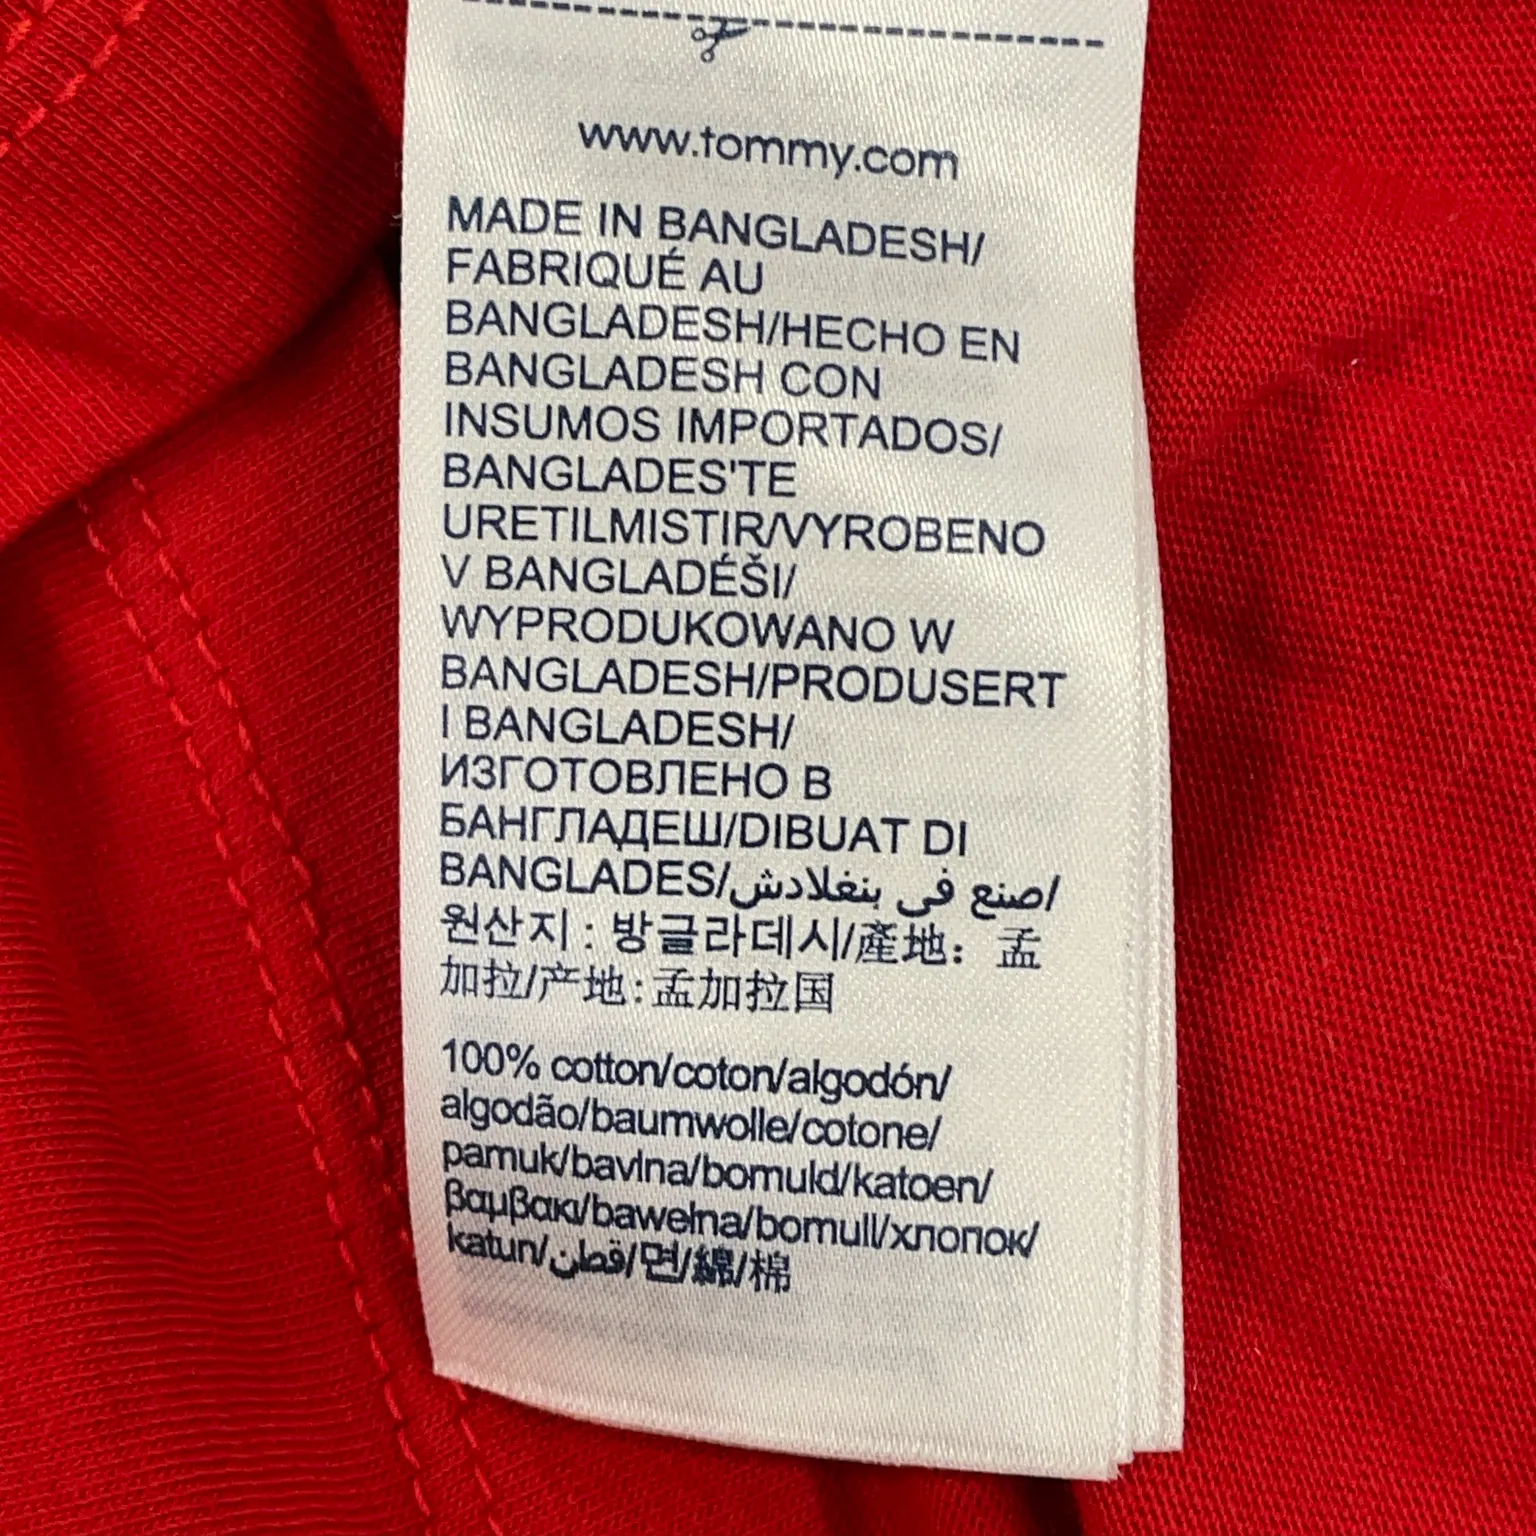 www.tommy.com
MADE IN BANGLADESH/
FABRIQUÉ AU
BANGLADESH/HECHO EN
BANGLADESH CON
INSUMOS IMPORTADOS/
BANGLADES'TE
URETILMISTIR/VYROBENO
V BANGLADÉŠI/
WYPRODUKOWANO W
BANGLADESH/PRODUSERT
I BANGLADESH/
ИЗГОТОВЛЕНО В
БАНГЛАДЕШ/DIBUAT DI
BANGLADES/صنع في بنغلادش/
원산지 : 방글라데시/產地： 孟
加拉/产地:孟加拉国
100% cotton/coton/algodón/
algodão/baumwolle/cotone/
pamuk/bavlna/bomuld/katoen/
βαμβακι/bawełna/bomull/хлопок/
katun/قطن/면/綿/棉